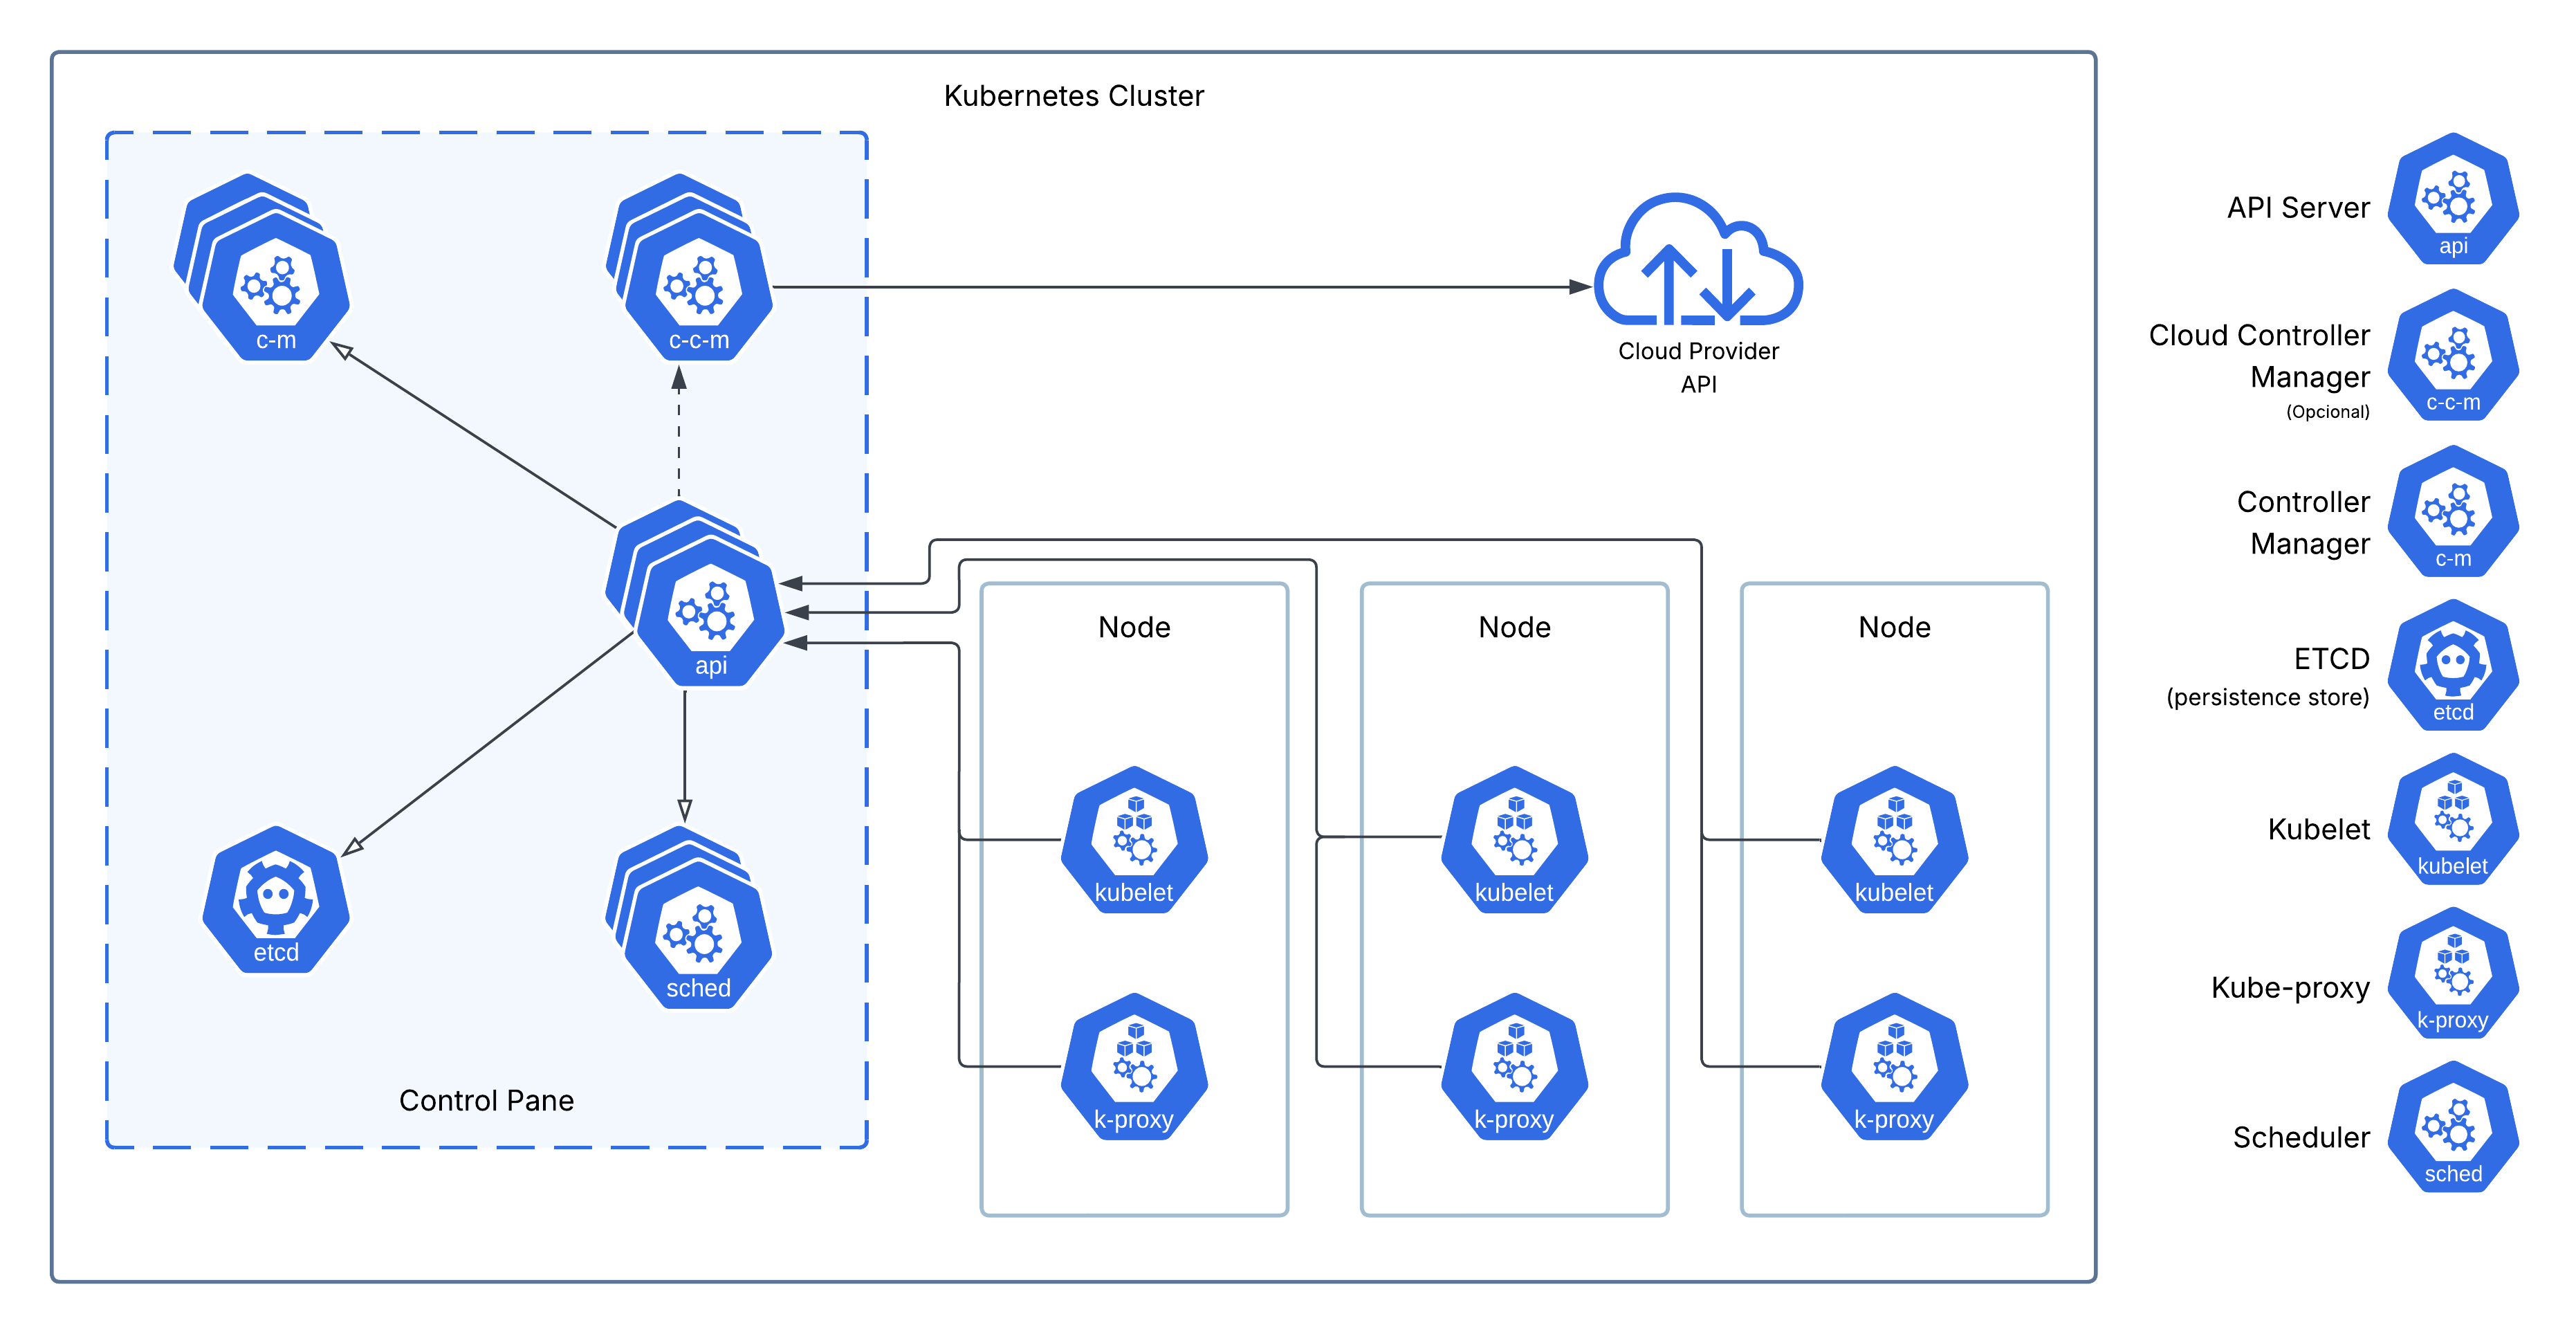 Kubernetes Cluster
c-m
c-c-m
Cloud Provider
API
api
etcd
sched
Control Pane
Node
kubelet
k-proxy
Node
kubelet
k-proxy
Node
kubelet
k-proxy
API Server
api
Cloud Controller
Manager
(Opcional)
c-c-m
Controller
Manager
c-m
ETCD
(persistence store)
etcd
Kubelet
kubelet
Kube-proxy
k-proxy
Scheduler
sched